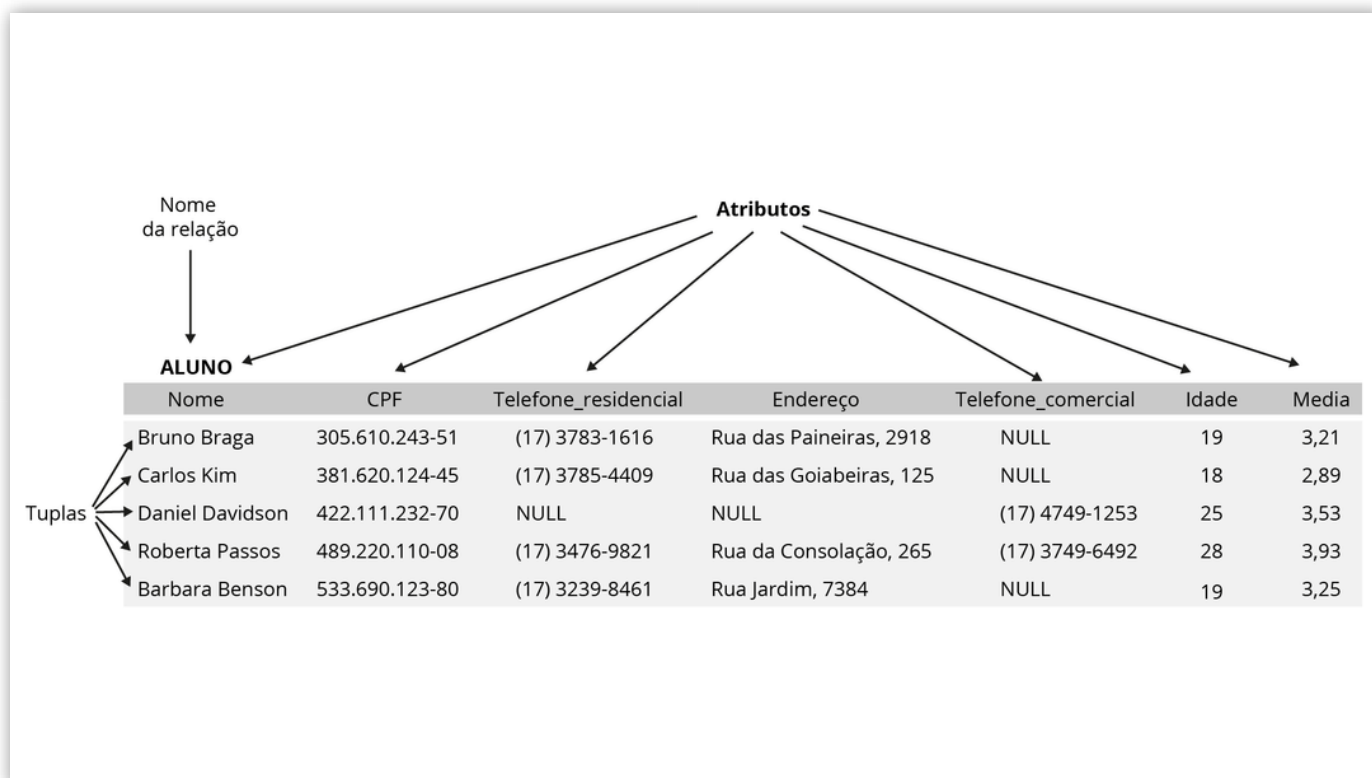 Nome
da relação
Atributos
ALUNO
Nome CPF Telefone_residencial Endereço Telefone_comercial Idade Media
Bruno Braga 305.610.243-51 (17) 3783-1616 Rua das Paineiras, 2918 NULL 19 3,21
Carlos Kim 381.620.124-45 (17) 3785-4409 Rua das Goiabeiras, 125 NULL 18 2,89
Tuplas Daniel Davidson 422.111.232-70 NULL NULL (17) 4749-1253 25 3,53
Roberta Passos 489.220.110-08 (17) 3476-9821 Rua da Consolação, 265 (17) 3749-6492 28 3,93
Barbara Benson 533.690.123-80 (17) 3239-8461 Rua Jardim, 7384 NULL 19 3,25